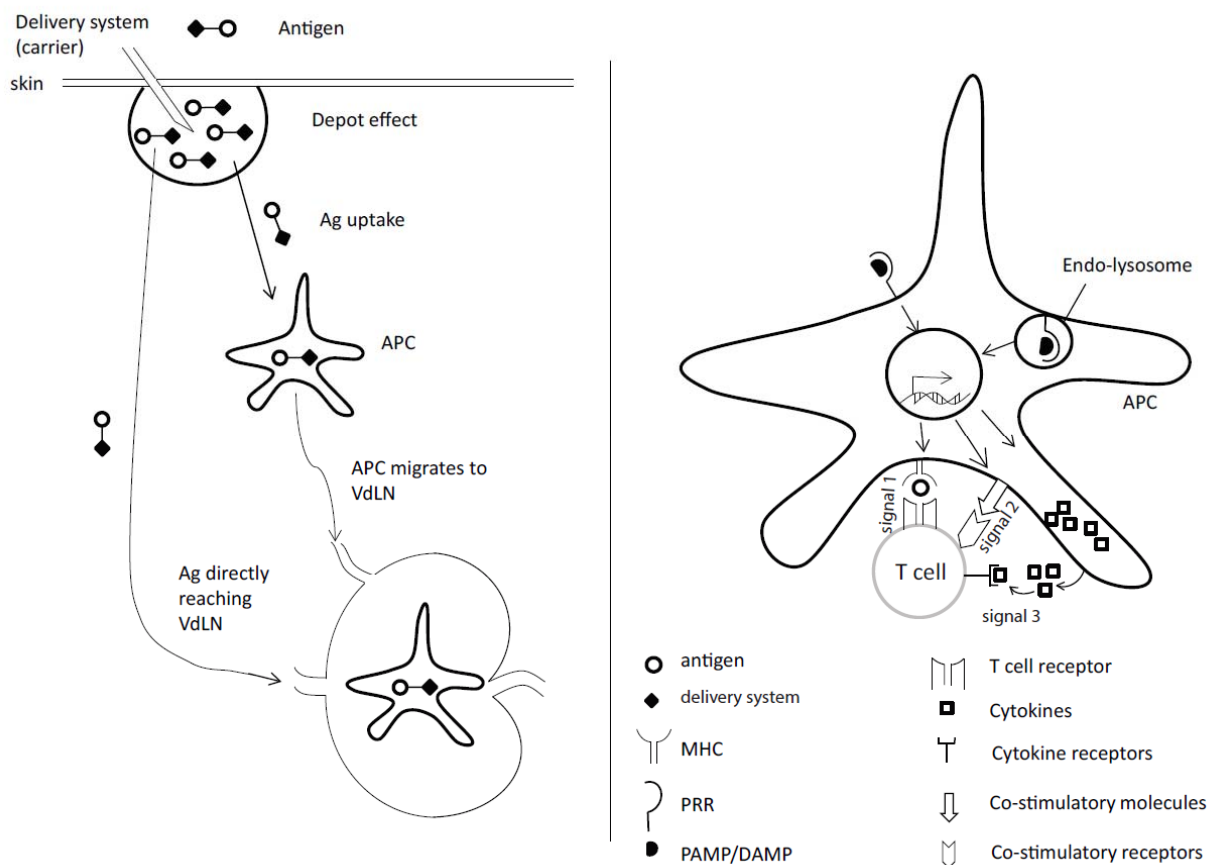 Delivery system
(carrier)
Antigen
skin
Depot effect
Ag uptake
APC
APC migrates to
VdLN
Ag directly
reaching
VdLN
Endo-lysosome
APC
signal 1
signal 2
T cell
signal 3
antigen
delivery system
MHC
PRR
PAMP/DAMP
T cell receptor
Cytokines
Cytokine receptors
Co-stimulatory molecules
Co-stimulatory receptors